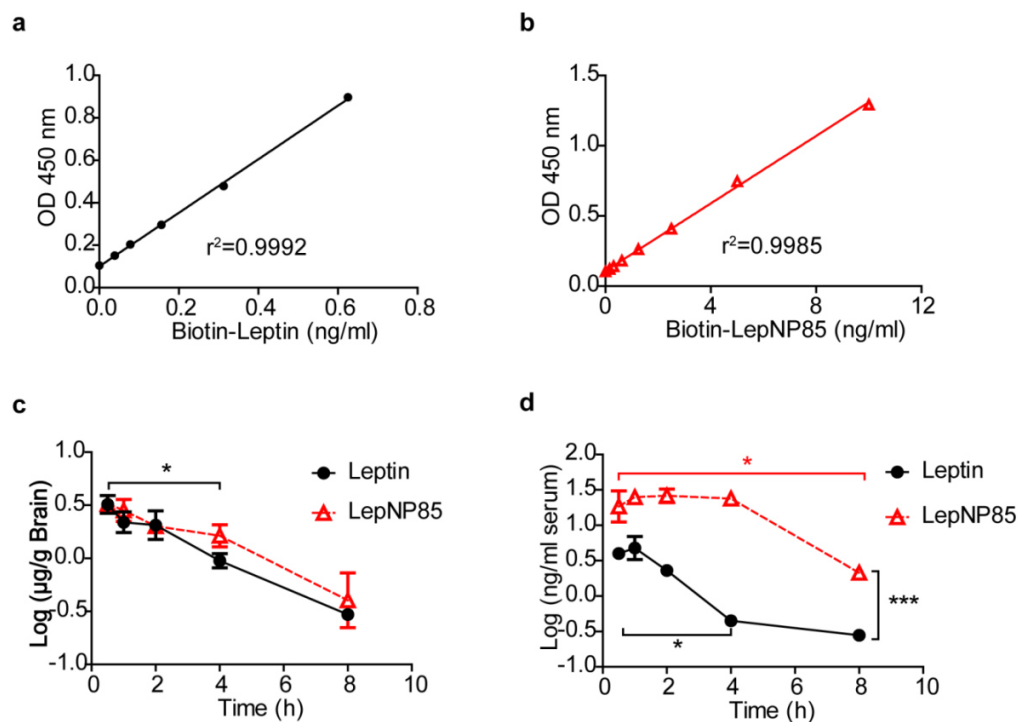 a
OD 450 nm
1.0
0.8
0.6
0.4
0.2
0.0
r²=0.9992
0.0 0.2 0.4 0.6 0.8
Biotin-Leptin (ng/ml)
b
OD 450 nm
1.5
1.0
0.5
0.0
r²=0.9985
0 4 8 12
Biotin-LepNP85 (ng/ml)
c
Log (µg/g Brain)
1.0
0.5
0.0
-0.5
-1.0
*
Leptin
LepNP85
0 2 4 6 8 10
Time (h)
d
Log (ng/ml serum)
2.0
1.5
1.0
0.5
0.0
-0.5
-1.0
*
Leptin
LepNP85
***
*
0 2 4 6 8 10
Time (h)